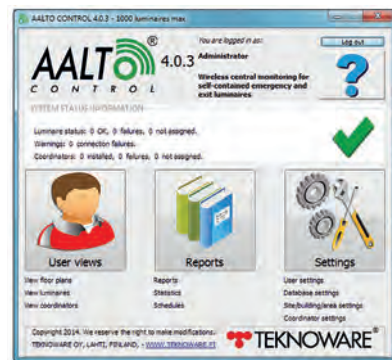 AALTO CONTROL 4.0.3 - 1000 luminaires max
You are logged in as:
Log out
AALTO®
CONTROL
4.0.3
Administrator
Wireless central monitoring for
self-contained emergency and
exit luminaires
SYSTEM STATUS INFORMATION
Luminaire status: 0 OK, 0 failures, 0 not assigned.
Warnings: 0 connection failures.
Coordinators: 0 installed, 0 failures, 0 not assigned.
User views
Reports
Settings
View floor plans
Reports
User settings
View luminaires
Statistics
Database settings
View coordinators
Schedules
Site/building/area settings
Coordinator settings
Copyright 2014. We reserve the right to make modifications.
TEKNOWARE OY, LAHTI, FINLAND, - WWW.TEKNOWARE.FI
TEKNOWARE®